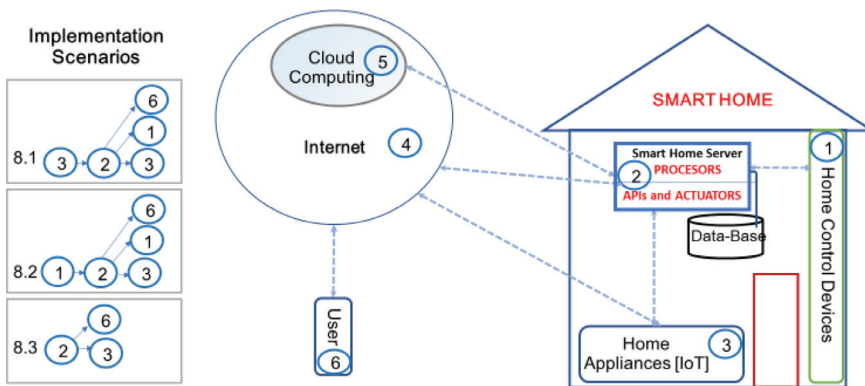 Implementation
Scenarios
6
1
8.1 3 2 3
6
1
8.2 1 2 3
6
8.3 2 3
Cloud
Computing 5
Internet 4
User
6
SMART HOME
Smart Home Server
2 PROCESORS
APIs and ACTUATORS
Data-Base
1
Home Control Devices
Home
Appliances [IoT] 3